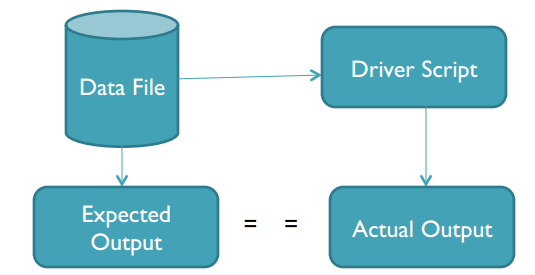 Data File
Driver Script
Expected
Output
= =
Actual Output